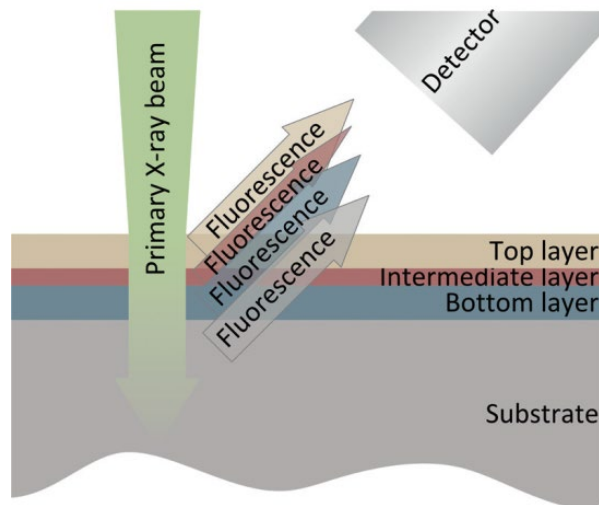 Primary X-ray beam
Detector
Fluorescence
Fluorescence
Fluorescence
Fluorescence
Top layer
Intermediate layer
Bottom layer
Substrate